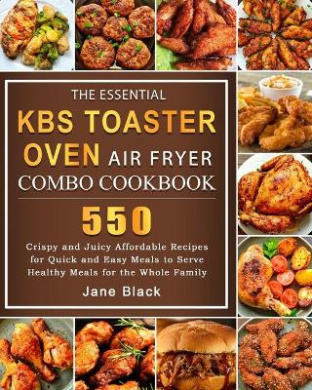 THE ESSENTIAL
KBS TOASTER
OVEN AIR FRYER
COMBO COOKBOOK
550
Crispy and Juicy Affordable Recipes
for Quick and Easy Meals to Serve
Healthy Meals for the Whole Family
Jane Black